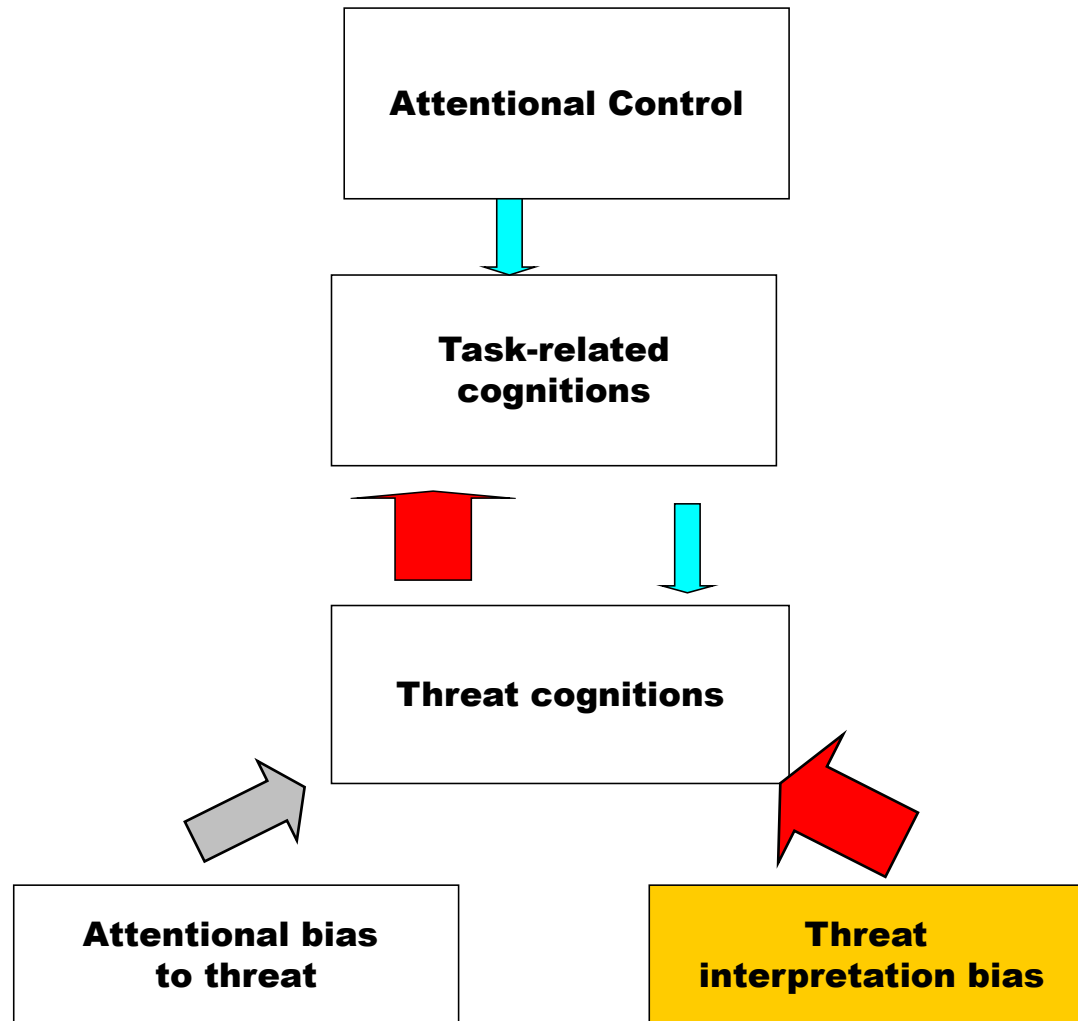 Attentional Control
Task-related
cognitions
Threat cognitions
Attentional bias
to threat
Threat
interpretation bias